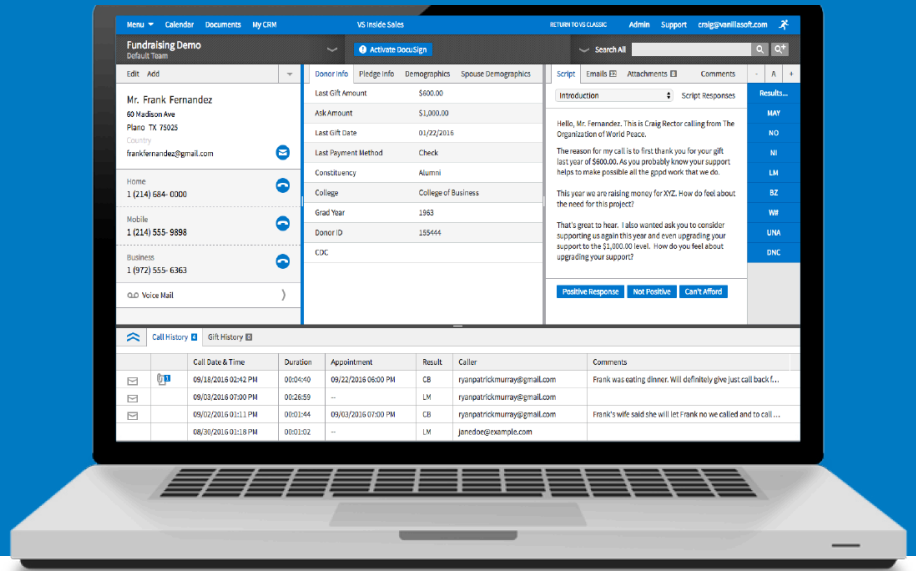 Menu Calendar Documents My CRM VS Inside Sales RETURN TO VS CLASSIC Admin Support craig@vanillasoft.com
Fundraising Demo
Default Team
Activate DocuSign
Search All
Edit Add
Mr. Frank Fernandez
60 Madison Ave
Plano TX 75025
Country
frankfernandez@gmail.com
Home
1 (214) 684- 0000
Mobile
1 (214) 555- 9898
Business
1 (972) 555- 6363
Voice Mail
Donor Info Pledge Info Demographics Spouse Demographics
Last Gift Amount $600.00
Ask Amount $1,000.00
Last Gift Date 01/22/2016
Last Payment Method Check
Constituency Alumni
College College of Business
Grad Year 1963
Donor ID 155444
CDC
Script Emails Attachments Comments - A +
Introduction Script Responses
Hello, Mr. Fernandez. This is Craig Rector calling from The
Organization of World Peace.
The reason for my call is to first thank you for your gift
last year of $600.00. As you probably know your support
helps to make possible all the gppd work that we do.
This year we are raising money for XYZ. How do feel about
the need for this project?
That's great to hear. I also wanted ask you to consider
supporting us again this year and even upgrading your
support to the $1,000.00 level. How do you feel about
upgrading your support?
Positive Response Not Positive Can't Afford
Results...
MAY
NO
NI
LM
BZ
W#
UNA
DNC
Call History 4 Gift History
Call Date & Time Duration Appointment Result Caller Comments
1 09/18/2016 02:42 PM 00:04:40 09/22/2016 06:00 PM CB ryanpatrickmurray@gmail.com Frank was eating dinner. Will definitely give just call back f...
09/03/2016 07:00 PM 00:26:59 -- LM ryanpatrickmurray@gmail.com
09/02/2016 01:11 PM 00:01:44 09/03/2016 07:00 PM CB ryanpatrickmurray@gmail.com Frank's wife said she will let Frank no we called and to call ...
08/30/2016 01:18 PM 00:01:02 -- LM janedoe@example.com